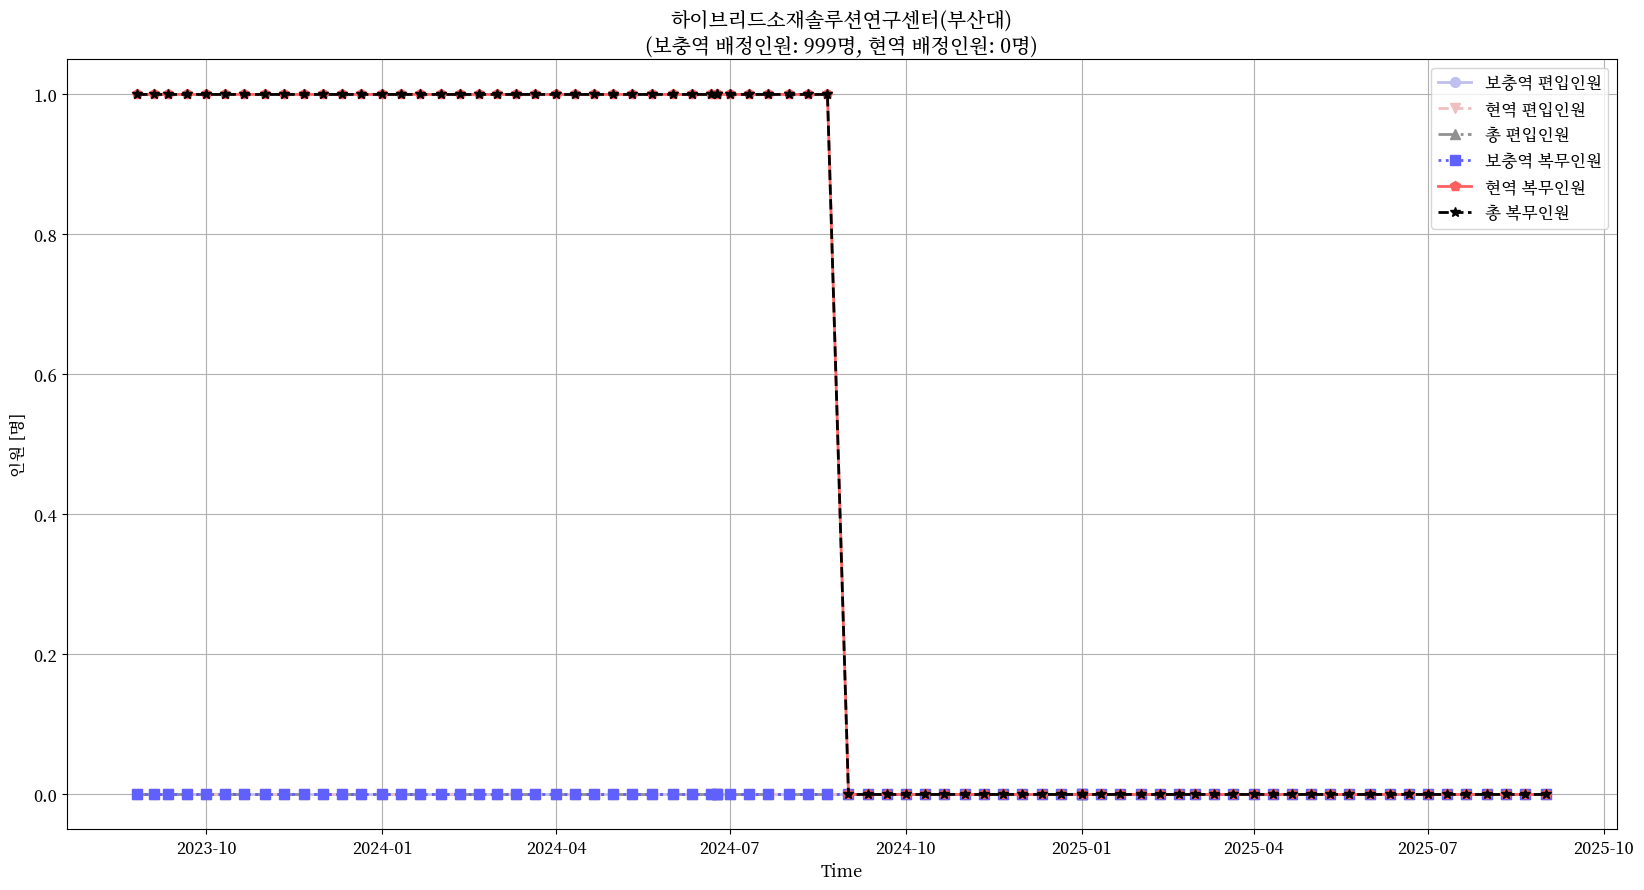 하이브리드소재솔루션연구센터(부산대)
(보충역 배정인원: 999명, 현역 배정인원: 0명)
보충역 편입인원
현역 편입인원
총 편입인원
보충역 복무인원
현역 복무인원
총 복무인원
인원 [명]
1.0
0.8
0.6
0.4
0.2
0.0
2023-10
2024-01
2024-04
2024-07
2024-10
2025-01
2025-04
2025-07
2025-10
Time